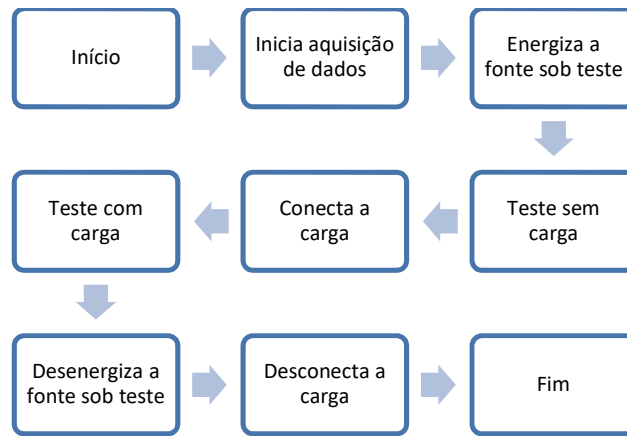 Início
Inicia aquisição
de dados
Energiza a
fonte sob teste
Teste sem
carga
Conecta a
carga
Teste com
carga
Desenergiza a
fonte sob teste
Desconecta a
carga
Fim